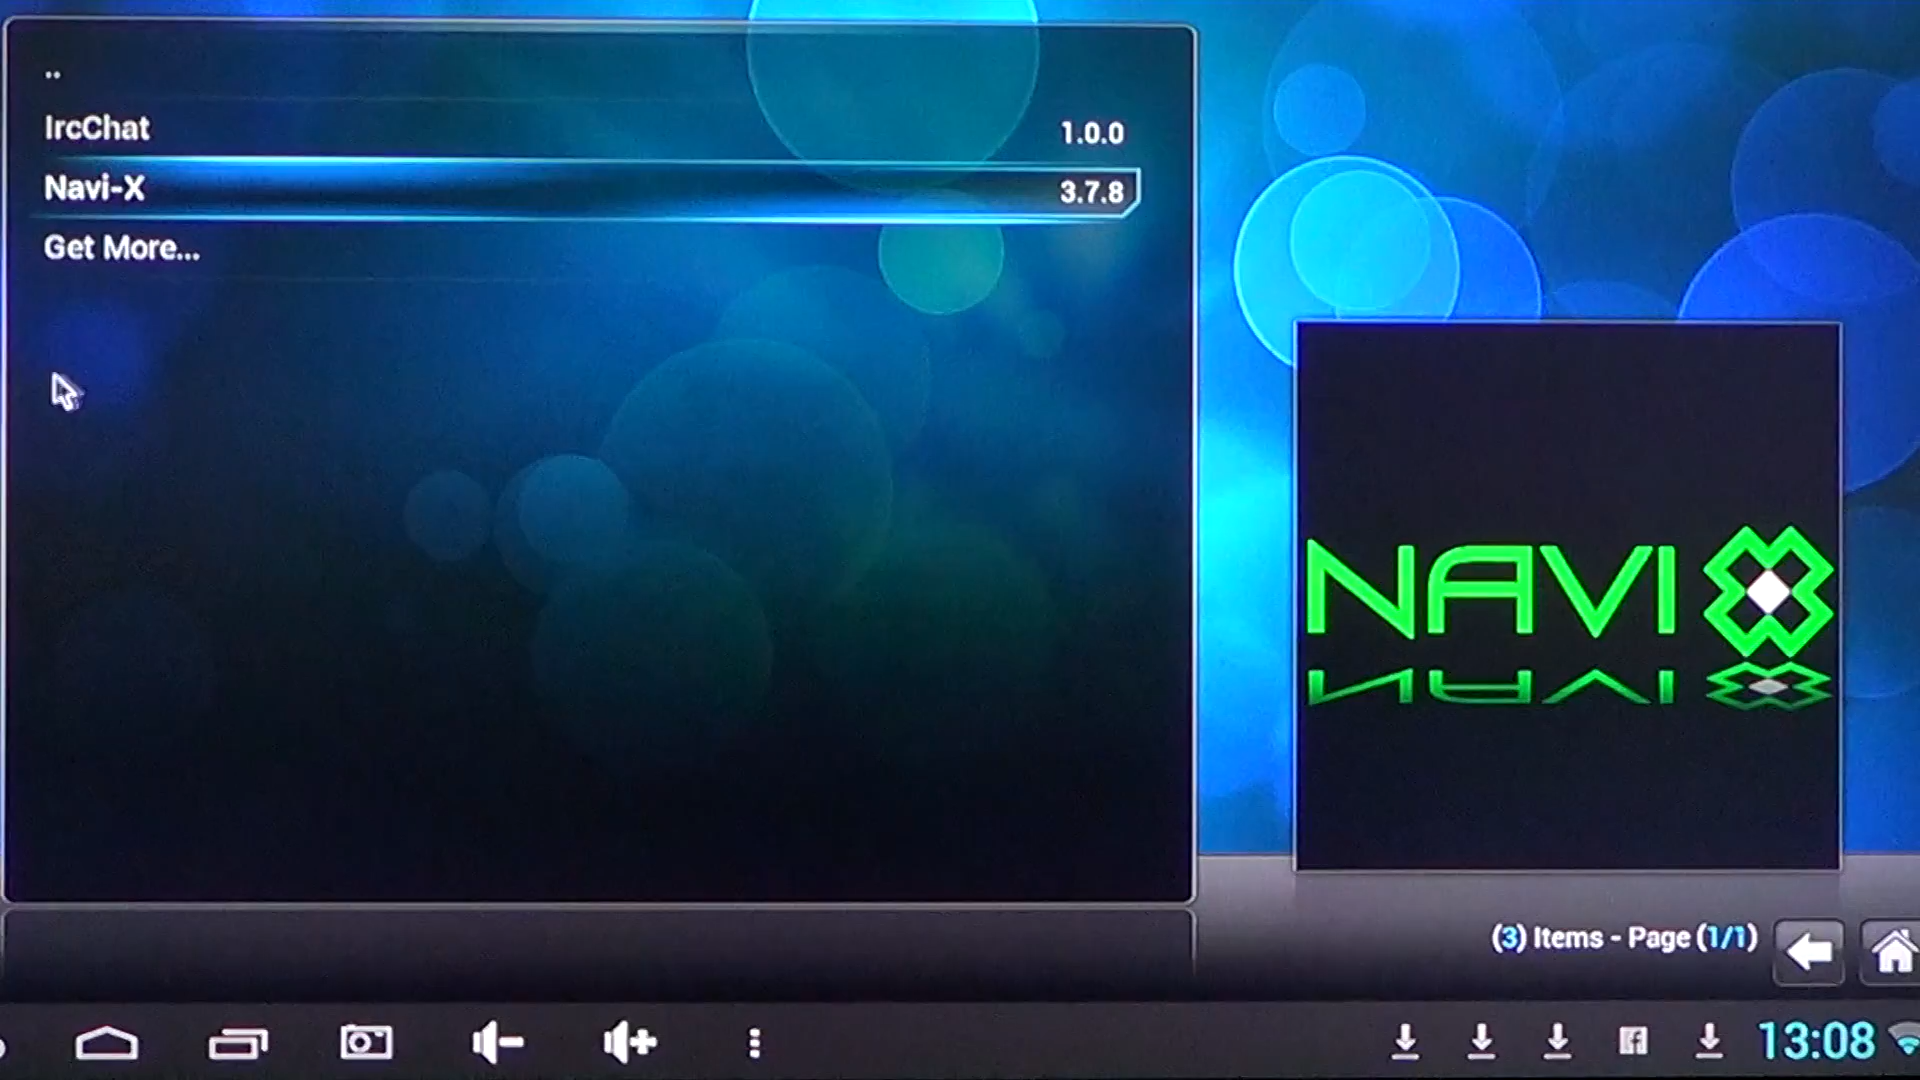 ..
IrcChat 1.0.0
Navi-X 3.7.8
Get More...
NAVI X
(3) Items - Page (1/1)
13:08